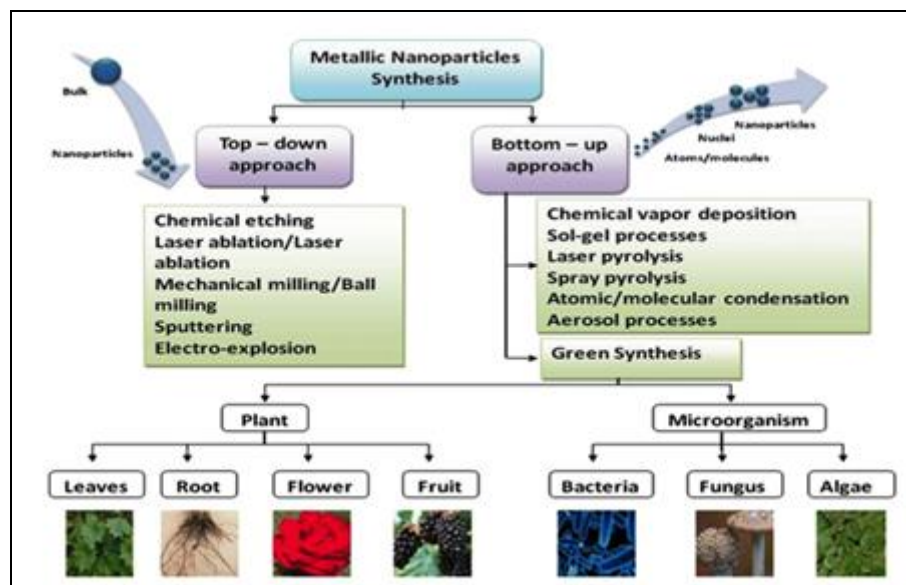 Metallic Nanoparticles
Synthesis
Bulk
Nanoparticles
Top – down
approach
Bottom – up
approach
Nanoparticles
Nuclei
Atoms/molecules
Chemical etching
Laser ablation/Laser
ablation
Mechanical milling/Ball
milling
Sputtering
Electro-explosion
Chemical vapor deposition
Sol-gel processes
Laser pyrolysis
Spray pyrolysis
Atomic/molecular condensation
Aerosol processes
Green Synthesis
Plant
Microorganism
Leaves
Root
Flower
Fruit
Bacteria
Fungus
Algae